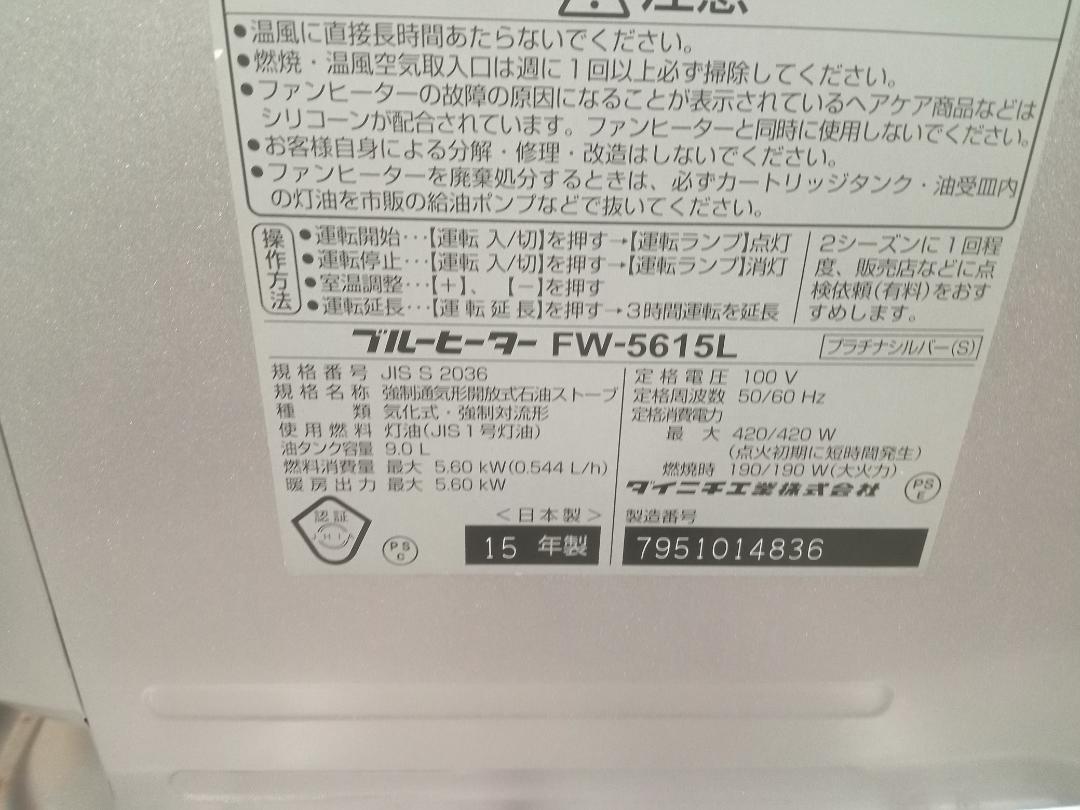 注意
●温風に直接長時間あたらないでください。
●燃焼・温風空気取入口は週に1回以上必ず掃除してください。
●ファンヒーターの故障の原因になることが表示されているヘアケア商品などは
シリコーンが配合されています。ファンヒーターと同時に使用しないでください。
●お客様自身による分解・修理・改造はしないでください。
●ファンヒーターを廃棄処分するときは、必ずカートリッジタンク・油受皿内
の灯油を市販の給油ポンプなどで抜いてください。
操作方法
●運転開始…【運転 入/切】を押す→【運転ランプ】点灯
●運転停止…【運転 入/切】を押す→【運転ランプ】消灯
●室温調整…【+】、【-】を押す
●運転延長…【運転延長】を押す→3時間運転を延長
2シーズンに1回程
度、販売店などに点
検依頼(有料)をおす
すめします。
ブルーヒーター FW-5615L
プラチナシルバー(S)
規格番号 JIS S 2036
規格名称 強制通気形開放式石油ストーブ
種類 気化式・強制対流形
使用燃料 灯油(JIS1号灯油)
油タンク容量 9.0 L
燃料消費量 最大 5.60 kW(0.544 L/h)
暖房出力 最大 5.60 kW
定格電圧 100 V
定格周波数 50/60 Hz
定格消費電力
最大 420/420 W
(点火初期に短時間発生)
燃焼時 190/190 W(大火力)
ダイニチ工業株式会社
PS
E
認証
JHIA
PS
C
<日本製>
15 年製
製造番号
7951014836